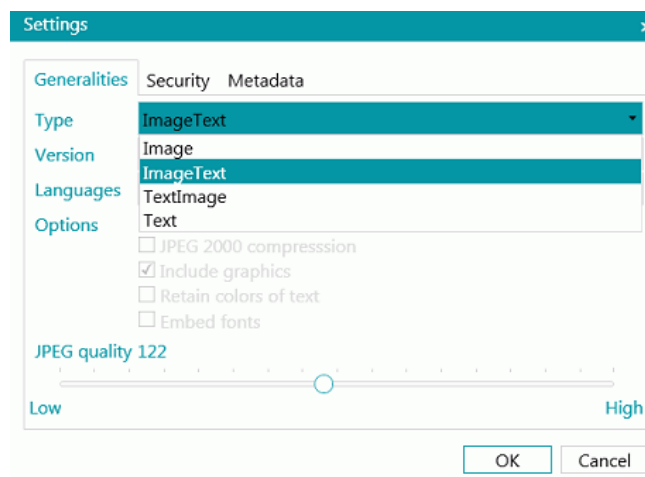 Settings
Generalities Security Metadata
Type ImageText
Version Image
ImageText
Languages TextImage
Options Text
JPEG 2000 compresssion
Include graphics
Retain colors of text
Embed fonts
JPEG quality 122
Low High
OK Cancel